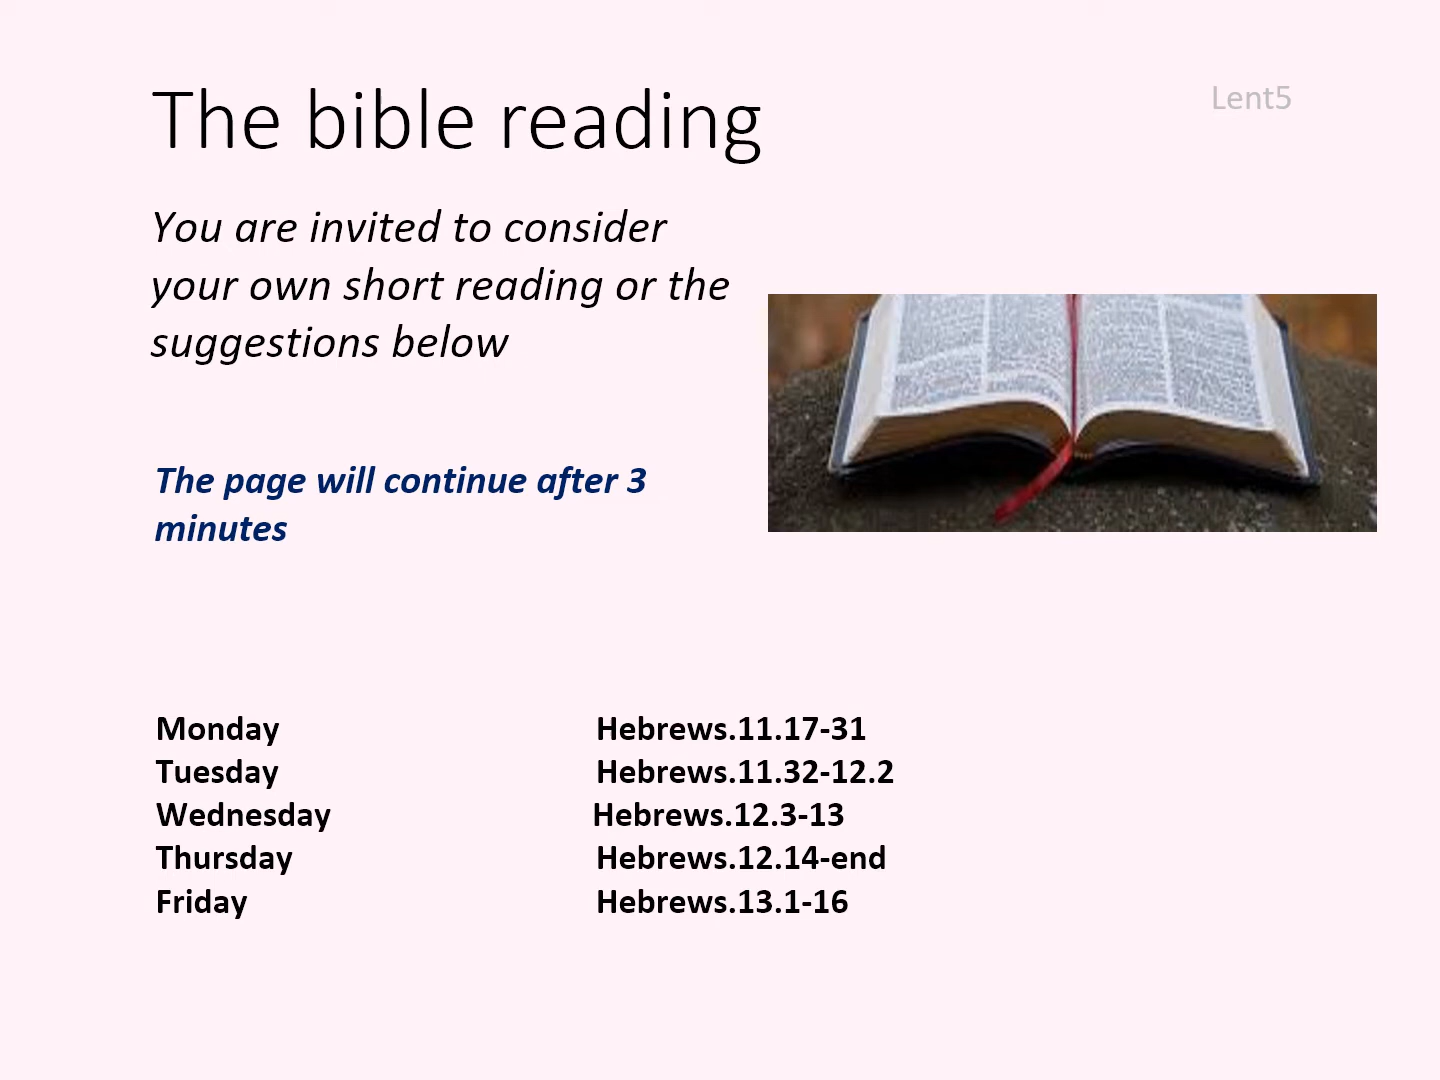 The bible reading
Lent5
You are invited to consider
your own short reading or the
suggestions below
The page will continue after 3
minutes
Monday Hebrews.11.17-31
Tuesday Hebrews.11.32-12.2
Wednesday Hebrews.12.3-13
Thursday Hebrews.12.14-end
Friday Hebrews.13.1-16